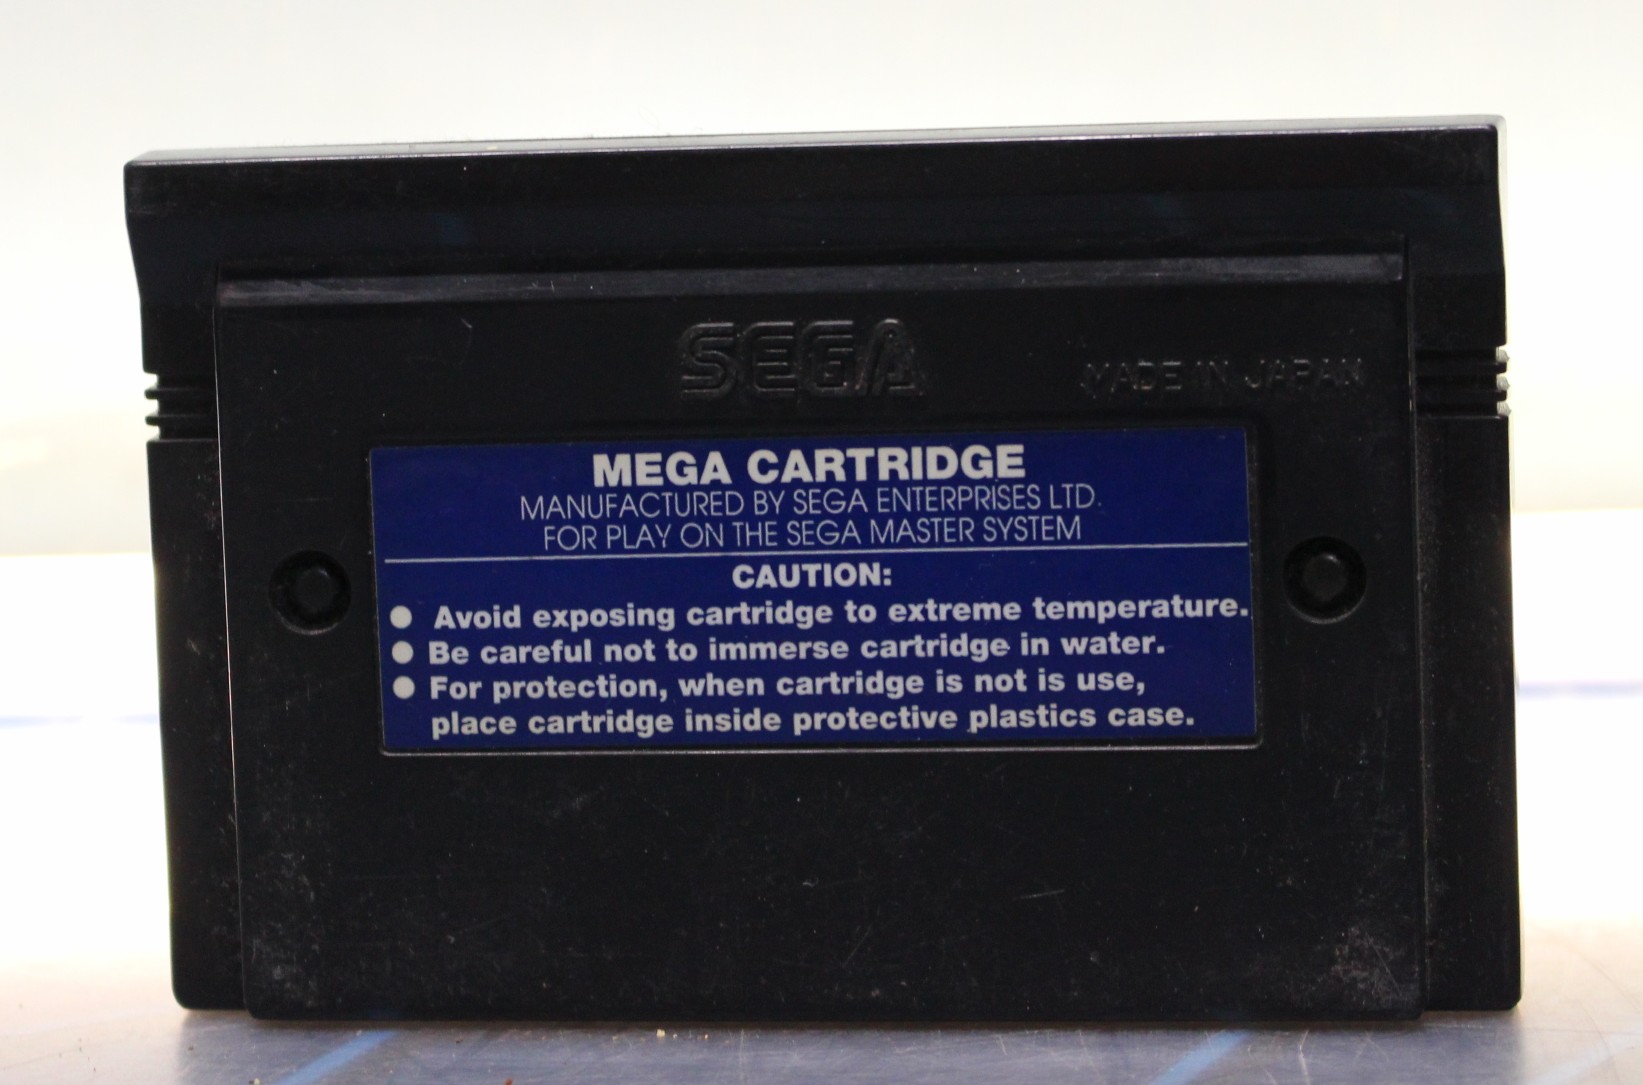 SEGA
MADE IN JAPAN
MEGA CARTRIDGE
MANUFACTURED BY SEGA ENTERPRISES LTD.
FOR PLAY ON THE SEGA MASTER SYSTEM
CAUTION:
● Avoid exposing cartridge to extreme temperature.
● Be careful not to immerse cartridge in water.
● For protection, when cartridge is not is use,
place cartridge inside protective plastics case.